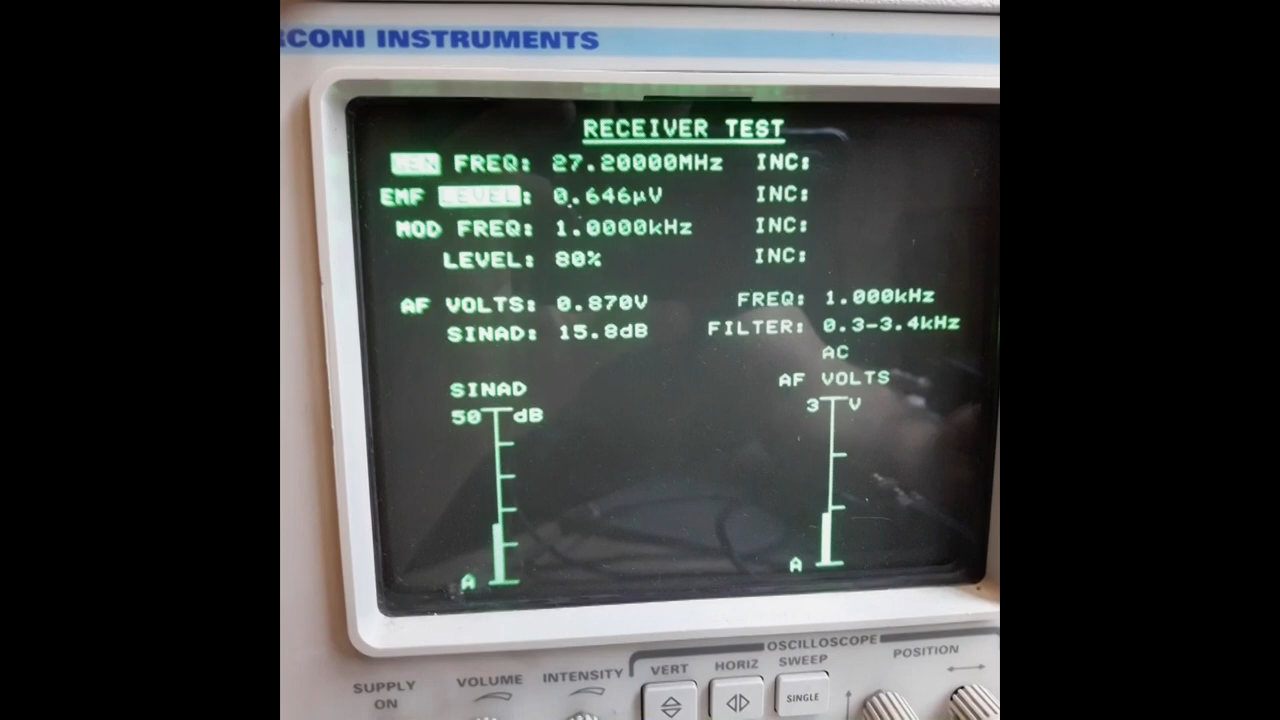 RCONI INSTRUMENTS
RECEIVER TEST
GEN FREQ: 27.20000MHz INC:
EMF LEVEL: 0.646µV INC:
MOD FREQ: 1.0000kHz INC:
LEVEL: 80% INC:
AF VOLTS: 0.870V FREQ: 1.000kHz
SINAD: 15.8dB FILTER: 0.3-3.4kHz
AC
SINAD AF VOLTS
50 dB 3 V
A A
OSCILLOSCOPE
SUPPLY ON VOLUME INTENSITY VERT HORIZ SWEEP POSITION
SINGLE